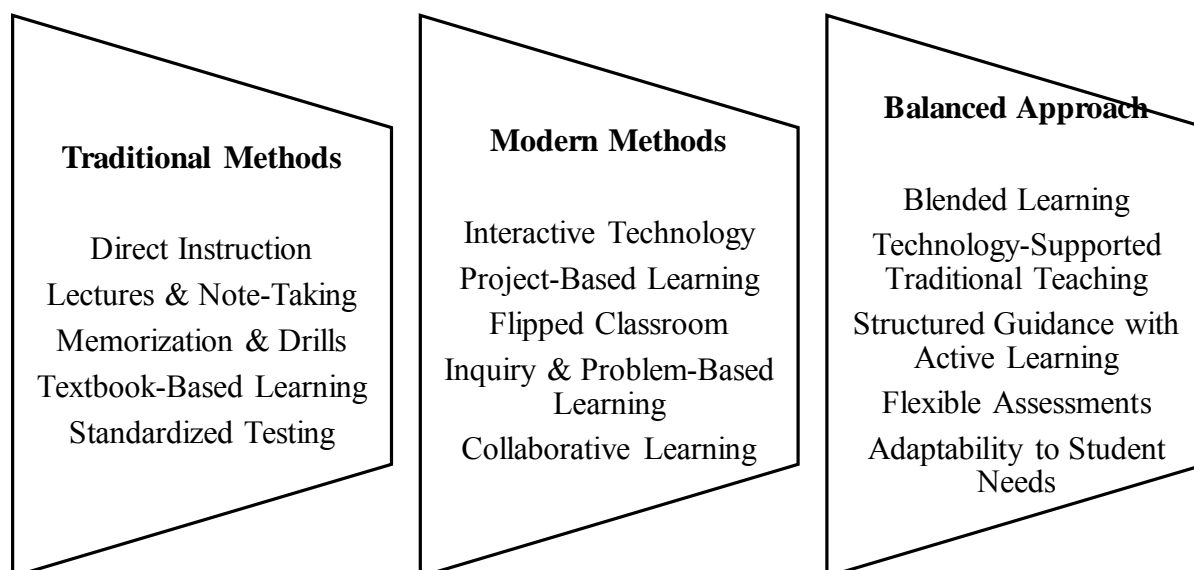 Traditional Methods
Direct Instruction
Lectures & Note-Taking
Memorization & Drills
Textbook-Based Learning
Standardized Testing
Modern Methods
Interactive Technology
Project-Based Learning
Flipped Classroom
Inquiry & Problem-Based
Learning
Collaborative Learning
Balanced Approach
Blended Learning
Technology-Supported
Traditional Teaching
Structured Guidance with
Active Learning
Flexible Assessments
Adaptability to Student
Needs